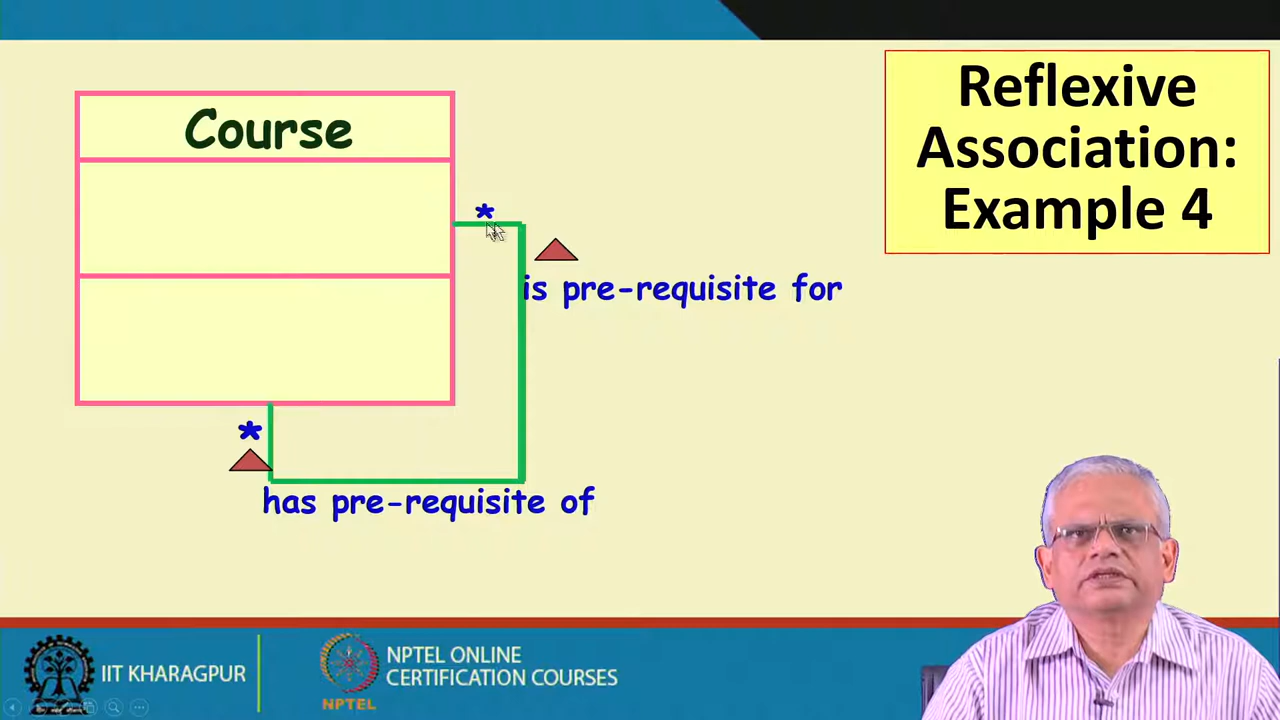 Course
Reflexive
Association:
Example 4
*
is pre-requisite for
*
has pre-requisite of
IIT KHARAGPUR
NPTEL ONLINE
CERTIFICATION COURSES
NPTEL